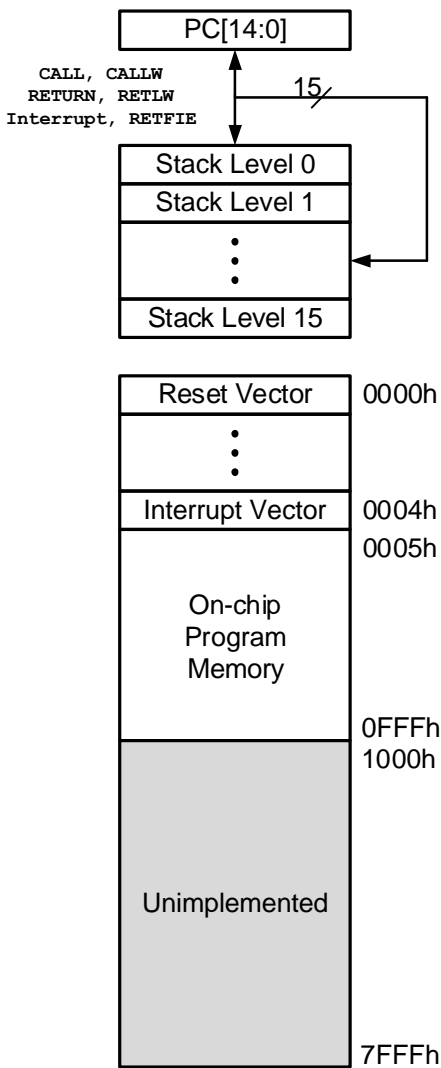 PC[14:0]
CALL, CALLW
RETURN, RETLW
Interrupt, RETFIE
15
Stack Level 0
Stack Level 1
Stack Level 15
Reset Vector
0000h
Interrupt Vector
0004h
0005h
On-chip
Program
Memory
0FFFh
1000h
Unimplemented
7FFFh